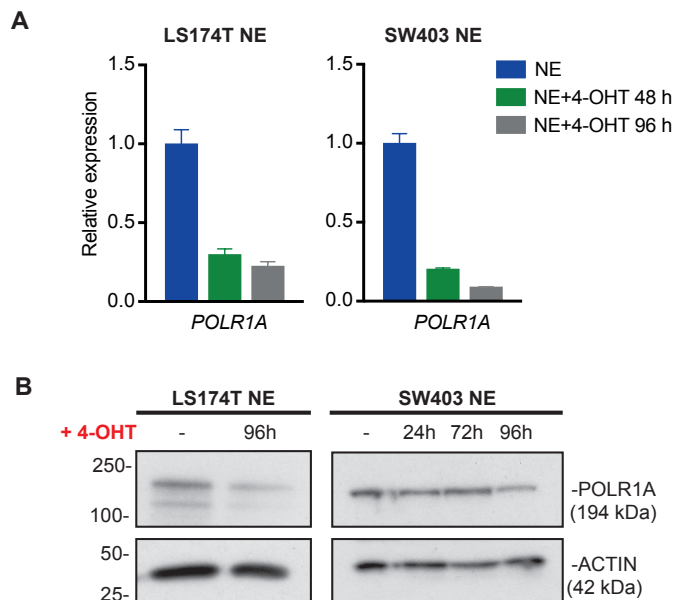 A
LS174T NE
SW403 NE
Relative expression
1.5
1.0
0.5
0.0
POLR1A
1.5
1.0
0.5
0.0
POLR1A
NE
NE+4-OHT 48 h
NE+4-OHT 96 h
B
LS174T NE
SW403 NE
+ 4-OHT - 96h - 24h 72h 96h
250-
100-
-POLR1A
(194 kDa)
50-
25-
-ACTIN
(42 kDa)